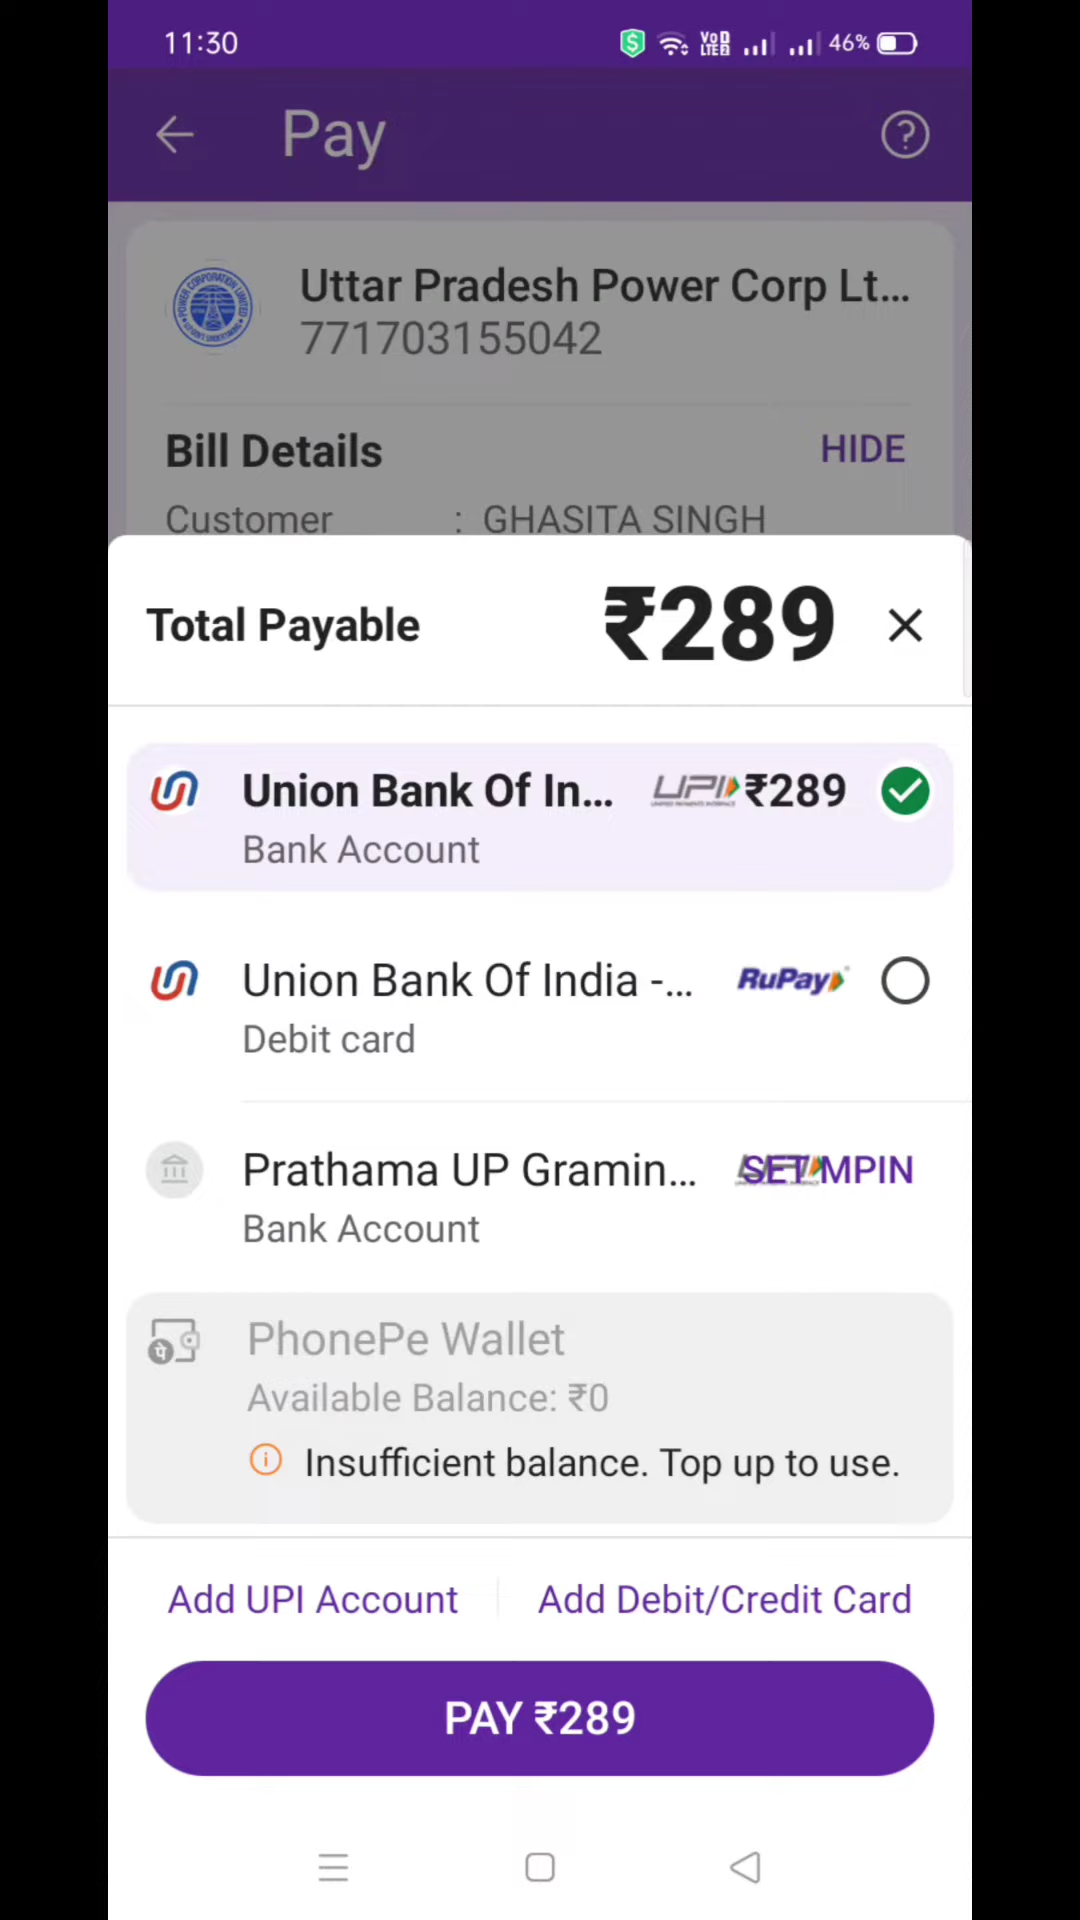 11:30
VoD LTE2
46%
Pay
Uttar Pradesh Power Corp Lt...
771703155042
Bill Details
HIDE
Customer : GHASITA SINGH
Total Payable ₹289
Union Bank Of In... UPI ₹289
Bank Account
Union Bank Of India -... RuPay
Debit card
Prathama UP Gramin... SET MPIN
Bank Account
PhonePe Wallet
Available Balance: ₹0
Insufficient balance. Top up to use.
Add UPI Account
Add Debit/Credit Card
PAY ₹289